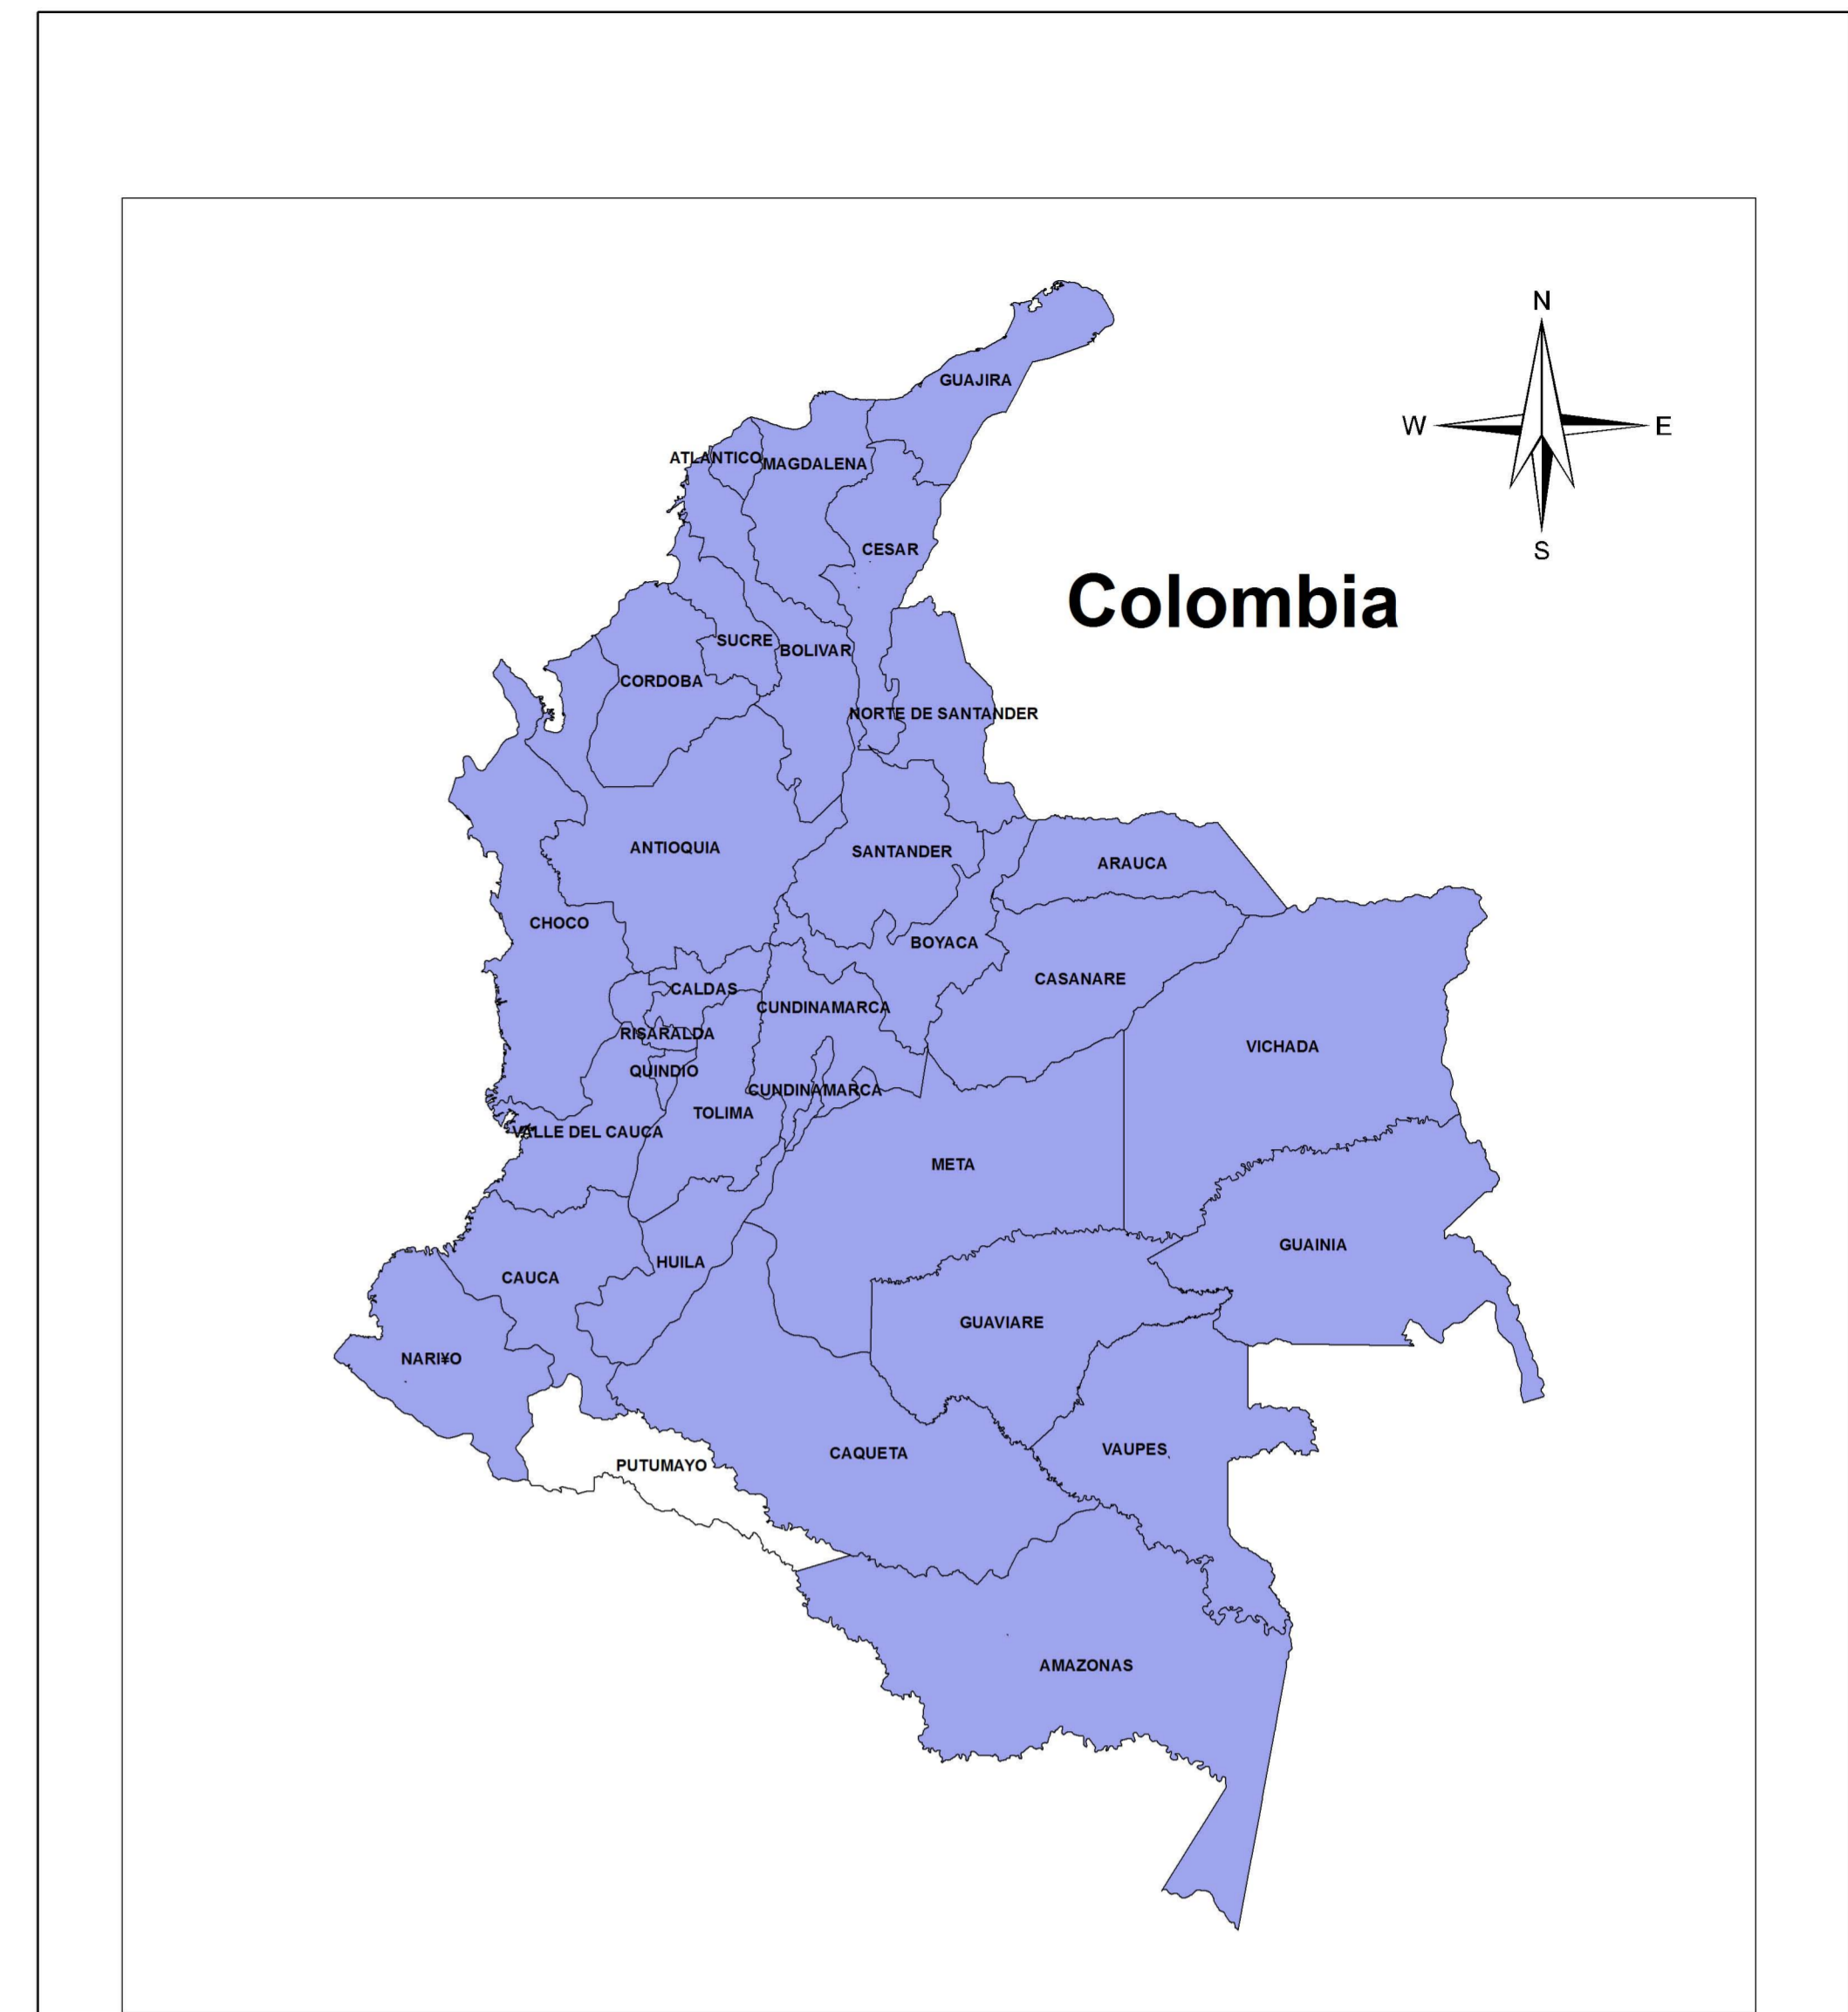 N
GUAJIRA
W
E
ATLANTICO
MAGDALENA
CESAR
S
Colombia
SUCRE
BOLIVAR
CORDOBA
NORTE DE SANTANDER
ANTIOQUIA
SANTANDER
ARAUCA
CHOCO
BOYACA
CASANARE
CALDAS
CUNDINAMARCA
RISARALDA
VICHADA
QUINDIO
CUNDINAMARCA
TOLIMA
VALLE DEL CAUCA
META
GUAINIA
HUILA
CAUCA
GUAVIARE
NARI¥O
VAUPES
CAQUETA
PUTUMAYO
AMAZONAS